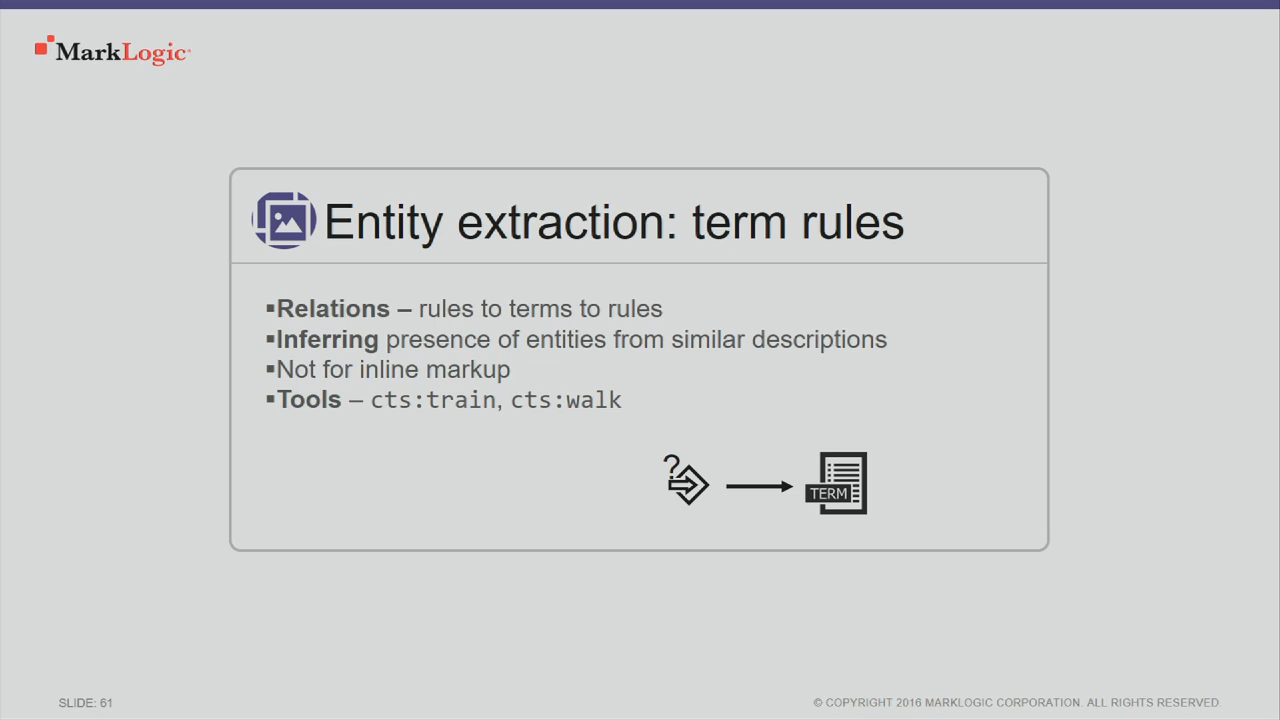 MarkLogic
Entity extraction: term rules
▪Relations – rules to terms to rules
▪Inferring presence of entities from similar descriptions
▪Not for inline markup
▪Tools – cts:train, cts:walk
?
TERM
SLIDE: 61
© COPYRIGHT 2016 MARKLOGIC CORPORATION. ALL RIGHTS RESERVED.